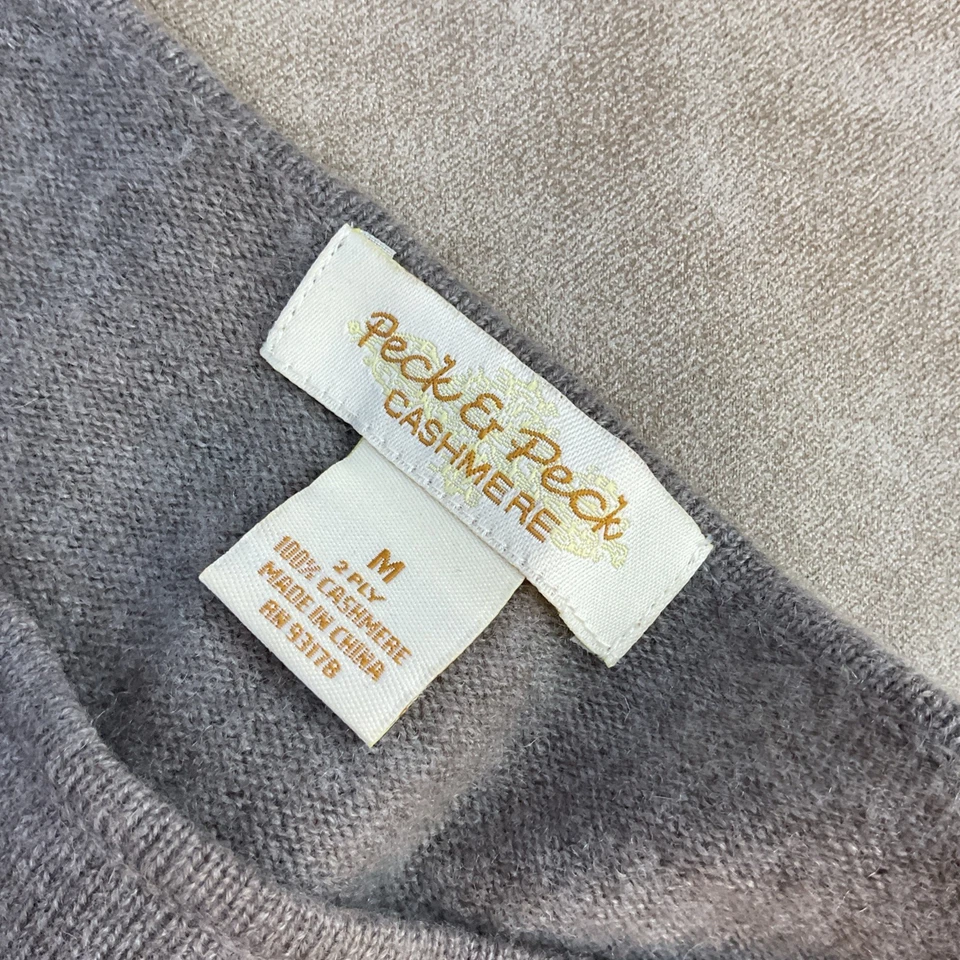 Peck & Peck
CASHMERE
M
2 PLY
100% CASHMERE
MADE IN CHINA
RN 93178